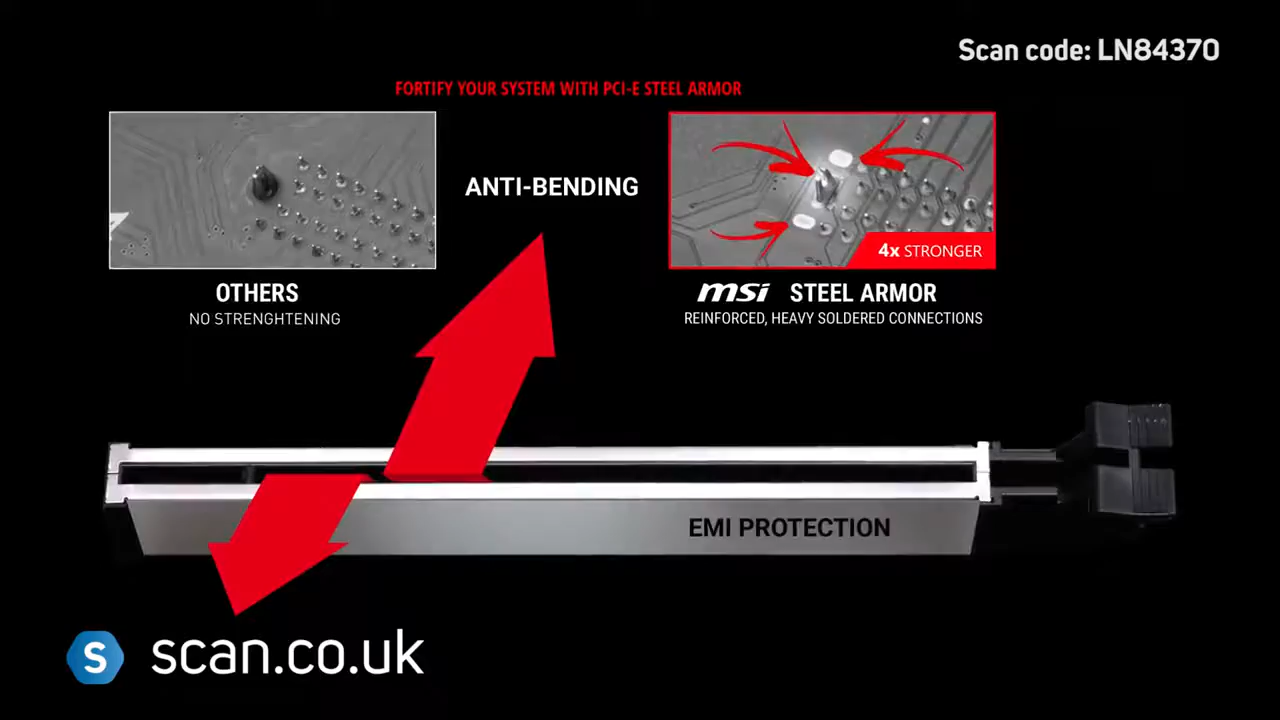 Scan code: LN84370
FORTIFY YOUR SYSTEM WITH PCI-E STEEL ARMOR
ANTI-BENDING
4x STRONGER
OTHERS
NO STRENGHTENING
msi STEEL ARMOR
REINFORCED, HEAVY SOLDERED CONNECTIONS
EMI PROTECTION
S scan.co.uk